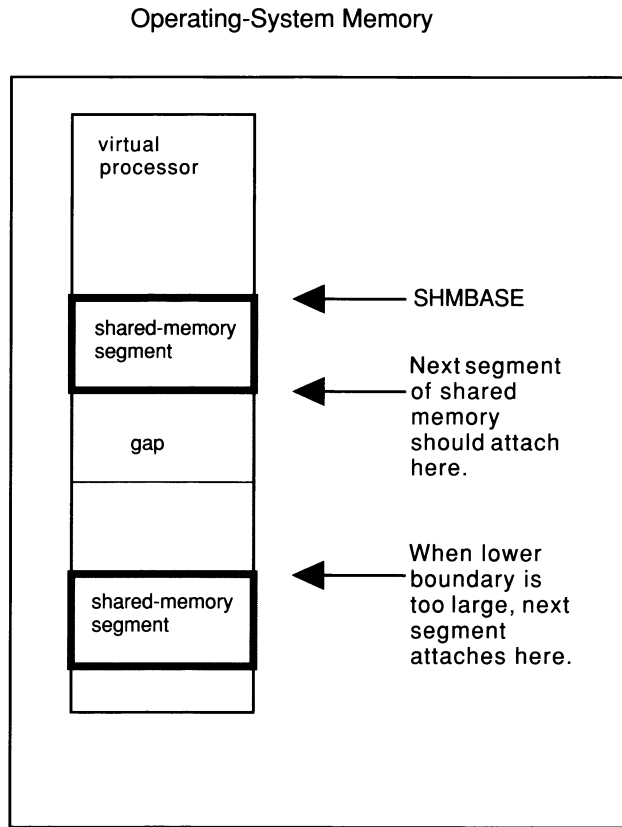 Operating-System Memory
virtual
processor
SHMBASE
shared-memory
segment
Next segment
of shared
memory
should attach
here.
gap
When lower
boundary is
too large, next
segment
attaches here.
shared-memory
segment